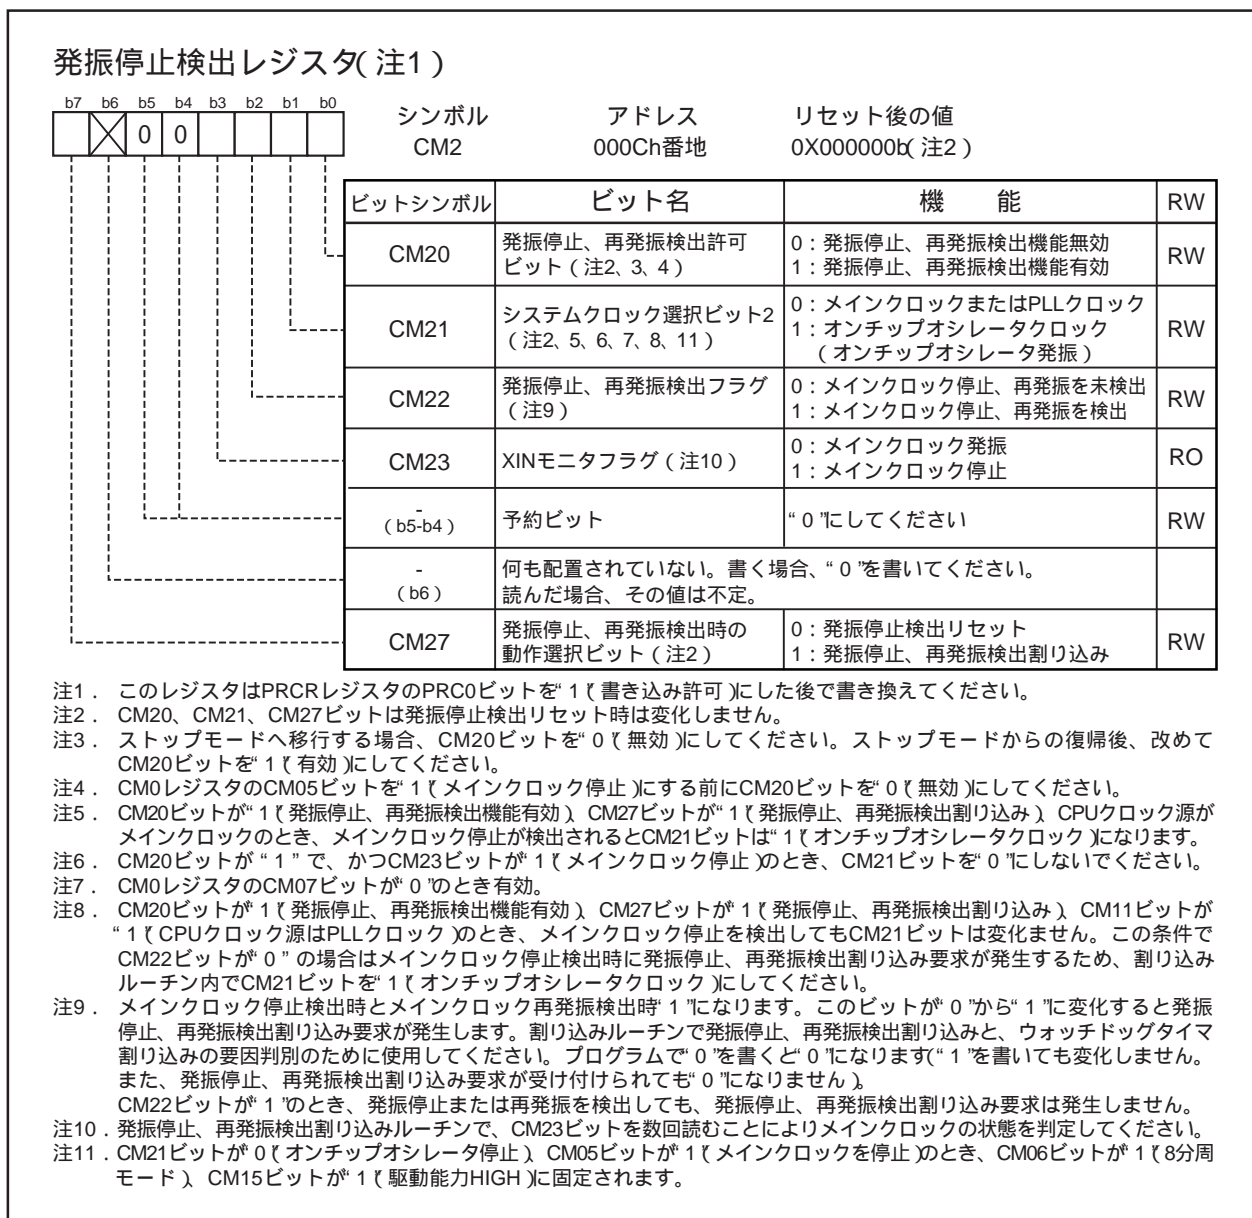 発振停止検出レジスタ(注1)
b7 b6 b5 b4 b3 b2 b1 b0
0 0
シンボル アドレス リセット後の値
CM2 000Ch番地 0X000000b(注2)
ビットシンボル ビット名 機 能 RW
CM20 発振停止、再発振検出許可 0:発振停止、再発振検出機能無効 RW
ビット(注2、3、4) 1:発振停止、再発振検出機能有効
CM21 システムクロック選択ビット2 0:メインクロックまたはPLLクロック RW
(注2、5、6、7、8、11) 1:オンチップオシレータクロック
(オンチップオシレータ発振)
CM22 発振停止、再発振検出フラグ 0:メインクロック停止、再発振を未検出 RW
(注9) 1:メインクロック停止、再発振を検出
CM23 XINモニタフラグ(注10) 0:メインクロック発振 RO
1:メインクロック停止
- 予約ビット “0”にしてください RW
(b5-b4)
- 何も配置されていない。書く場合、“0”を書いてください。
(b6) 読んだ場合、その値は不定。
CM27 発振停止、再発振検出時の 0:発振停止検出リセット RW
動作選択ビット(注2) 1:発振停止、再発振検出割り込み
注1. このレジスタはPRCRレジスタのPRC0ビットを“1”(書き込み許可)にした後で書き換えてください。
注2. CM20、CM21、CM27ビットは発振停止検出リセット時は変化しません。
注3. ストップモードへ移行する場合、CM20ビットを“0”(無効)にしてください。ストップモードからの復帰後、改めて
CM20ビットを“1”(有効)にしてください。
注4. CM0レジスタのCM05ビットを“1”(メインクロック停止)にする前にCM20ビットを“0”(無効)にしてください。
注5. CM20ビットが“1”(発振停止、再発振検出機能有効)、CM27ビットが“1”(発振停止、再発振検出割り込み)、CPUクロック源が
メインクロックのとき、メインクロック停止が検出されるとCM21ビットは“1”(オンチップオシレータクロック)になります。
注6. CM20ビットが“1”で、かつCM23ビットが“1”(メインクロック停止)のとき、CM21ビットを“0”にしないでください。
注7. CM0レジスタのCM07ビットが“0”のとき有効。
注8. CM20ビットが“1”(発振停止、再発振検出機能有効)、CM27ビットが“1”(発振停止、再発振検出割り込み)、CM11ビットが
“1”(CPUクロック源はPLLクロック)のとき、メインクロック停止を検出してもCM21ビットは変化ません。この条件で
CM22ビットが“0”の場合はメインクロック停止検出時に発振停止、再発振検出割り込み要求が発生するため、割り込み
ルーチン内でCM21ビットを“1”(オンチップオシレータクロック)にしてください。
注9. メインクロック停止検出時とメインクロック再発振検出時“1”になります。このビットが“0”から“1”に変化すると発振
停止、再発振検出割り込み要求が発生します。割り込みルーチンで発振停止、再発振検出割り込みと、ウォッチドッグタイマ
割り込みの要因判別のために使用してください。プログラムで“0”を書くと“0”になります(“1”を書いても変化しません。
また、発振停止、再発振検出割り込み要求が受け付けられても“0”になりません)。
CM22ビットが“1”のとき、発振停止または再発振を検出しても、発振停止、再発振検出割り込み要求は発生しません。
注10. 発振停止、再発振検出割り込みルーチンで、CM23ビットを数回読むことによりメインクロックの状態を判定してください。
注11. CM21ビットが“0”(オンチップオシレータ停止)、CM05ビットが“1”(メインクロックを停止)のとき、CM06ビットが“1”(8分周
モード)、CM15ビットが“1”(駆動能力HIGH)に固定されます。